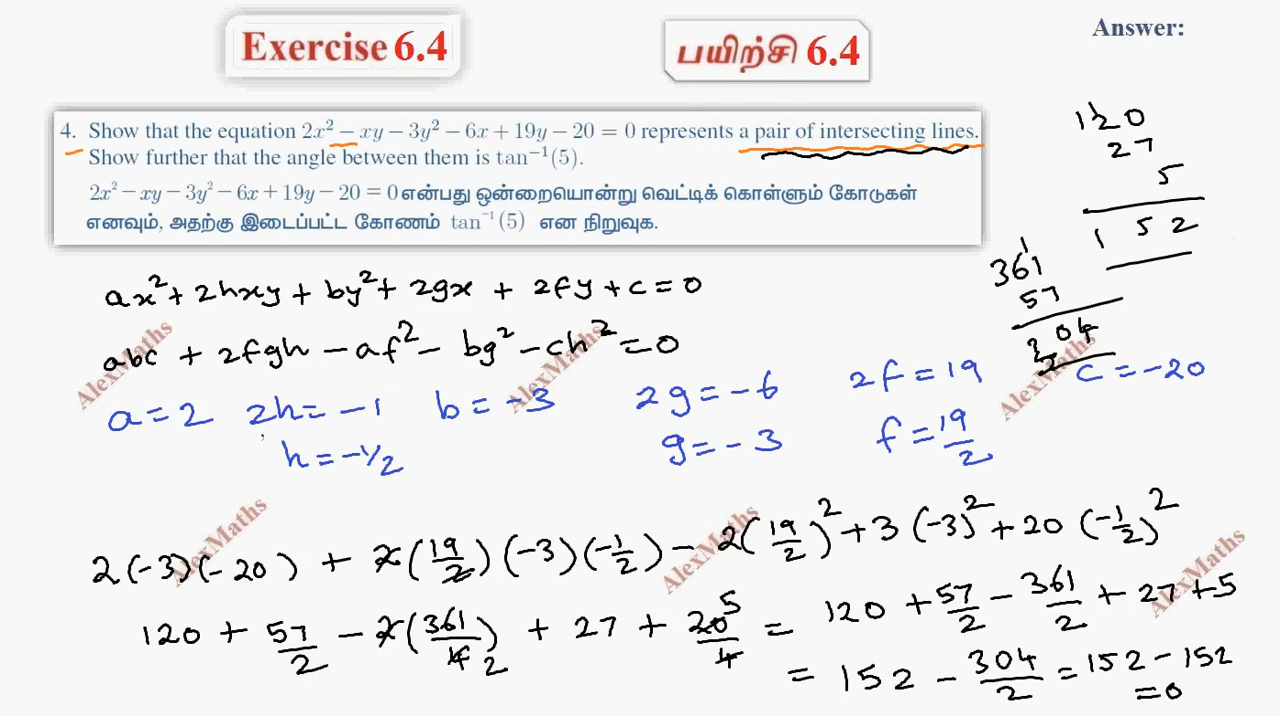 Exercise 6.4
பயிற்சி 6.4
Answer:
4. Show that the equation 2x² − xy − 3y² − 6x + 19y − 20 = 0 represents a pair of intersecting lines.
Show further that the angle between them is tan⁻¹(5).
2x² − xy − 3y² − 6x + 19y − 20 = 0 என்பது ஒன்றையொன்று வெட்டிக் கொள்ளும் கோடுகள்
எனவும், அதற்கு இடைப்பட்ட கோணம் tan⁻¹(5) என நிறுவுக.
120
27
5
152
1
361
57
304
2
ax² + 2hxy + by² + 2gx + 2fy + c = 0
abc + 2fgh − af² − bg² − ch² = 0
a = 2 2h = −1 b = −3 2g = −6 2f = 19 c = −20
h = −1/2 g = −3 f = 19/2
2(−3)(−20) + 2(19/2)(−3)(−1/2) − 2(19/2)² + 3(−3)² + 20(−1/2)²
120 + 57/2 − 2(361/4) 2 + 27 + 20/4 5 = 120 + 57/2 − 361/2 + 27 + 5
= 152 − 304/2 = 152 − 152
= 0
AlexMaths
AlexMaths
AlexMaths
AlexMaths
AlexMaths
AlexMaths